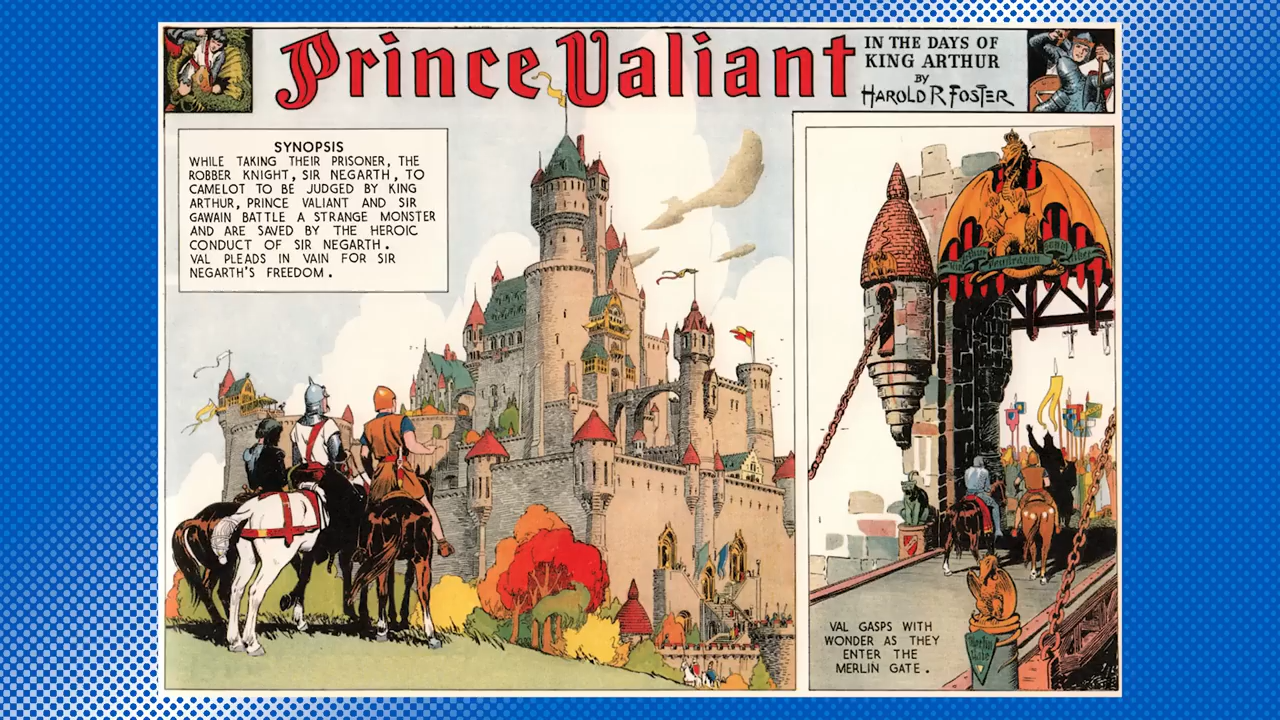 Prince Valiant
IN THE DAYS OF
KING ARTHUR
BY
HAROLD R FOSTER
SYNOPSIS
WHILE TAKING THEIR PRISONER, THE
ROBBER KNIGHT, SIR NEGARTH, TO
CAMELOT TO BE JUDGED BY KING
ARTHUR, PRINCE VALIANT AND SIR
GAWAIN BATTLE A STRANGE MONSTER
AND ARE SAVED BY THE HEROIC
CONDUCT OF SIR NEGARTH.
VAL PLEADS IN VAIN FOR SIR
NEGARTH'S FREEDOM.
Pendragon
VAL GASPS WITH
WONDER AS THEY
ENTER THE
MERLIN GATE.
Merlin
Gate